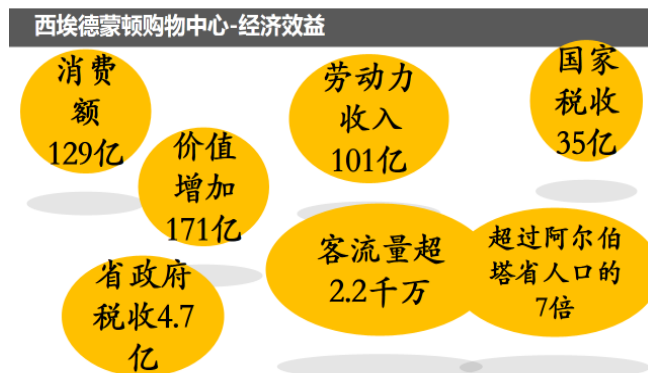 西埃德蒙顿购物中心-经济效益
消费
额
129亿
价值
增加
171亿
劳动力
收入
101亿
国家
税收
35亿
省政府
税收4.7
亿
客流量超
2.2千万
超过阿尔伯
塔省人口的
7倍